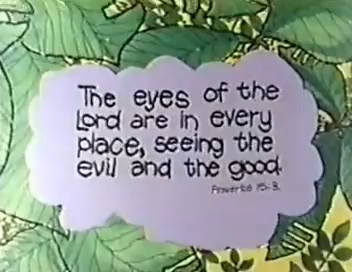 The eyes of the
Lord are in every
place, seeing the
evil and the good.
Proverbs 15:3.